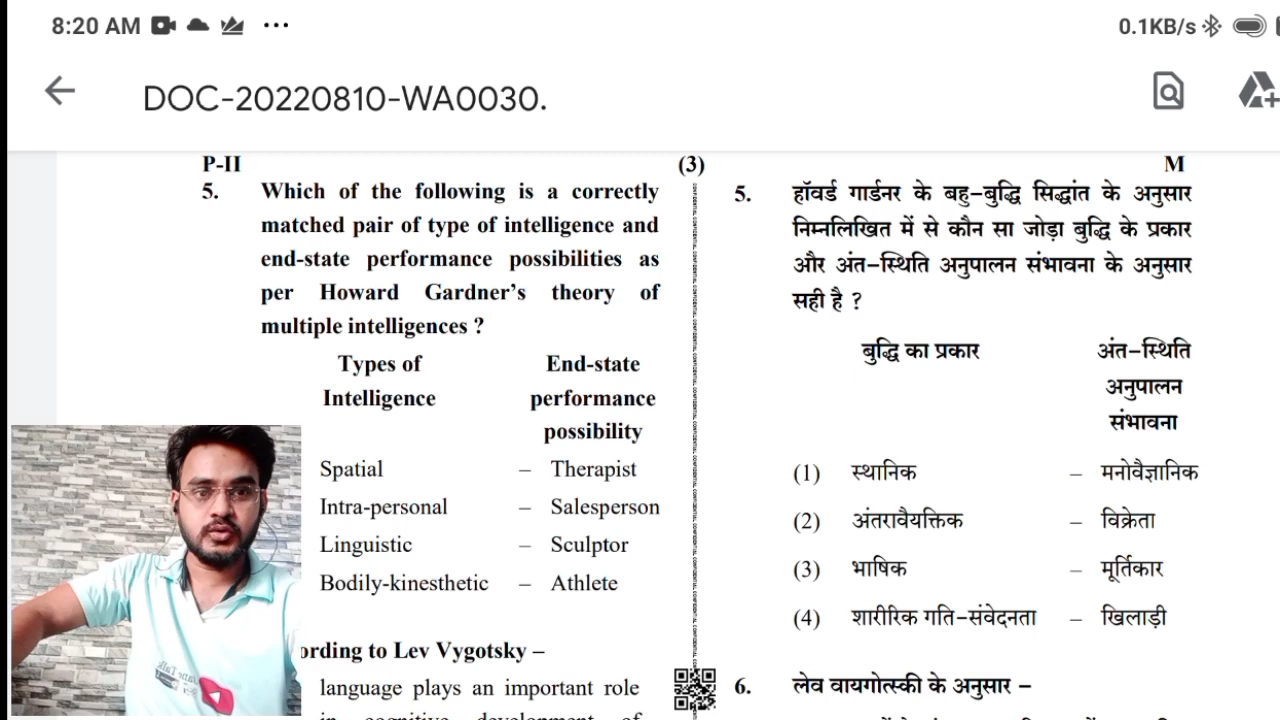 8:20 AM ...
0.1KB/s
DOC-20220810-WA0030.
P-II
(3)
M
5. Which of the following is a correctly
matched pair of type of intelligence and
end-state performance possibilities as
per Howard Gardner's theory of
multiple intelligences ?
Types of End-state
Intelligence performance
possibility
Spatial – Therapist
Intra-personal – Salesperson
Linguistic – Sculptor
Bodily-kinesthetic – Athlete
ording to Lev Vygotsky –
language plays an important role
in cognitive development of
5. हॉवर्ड गार्डनर के बहु-बुद्धि सिद्धांत के अनुसार
निम्नलिखित में से कौन सा जोड़ा बुद्धि के प्रकार
और अंत-स्थिति अनुपालन संभावना के अनुसार
सही है ?
बुद्धि का प्रकार अंत-स्थिति
अनुपालन
संभावना
(1) स्थानिक – मनोवैज्ञानिक
(2) अंतरावैयक्तिक – विक्रेता
(3) भाषिक – मूर्तिकार
(4) शारीरिक गति-संवेदनता – खिलाड़ी
6. लेव वायगोत्स्की के अनुसार –